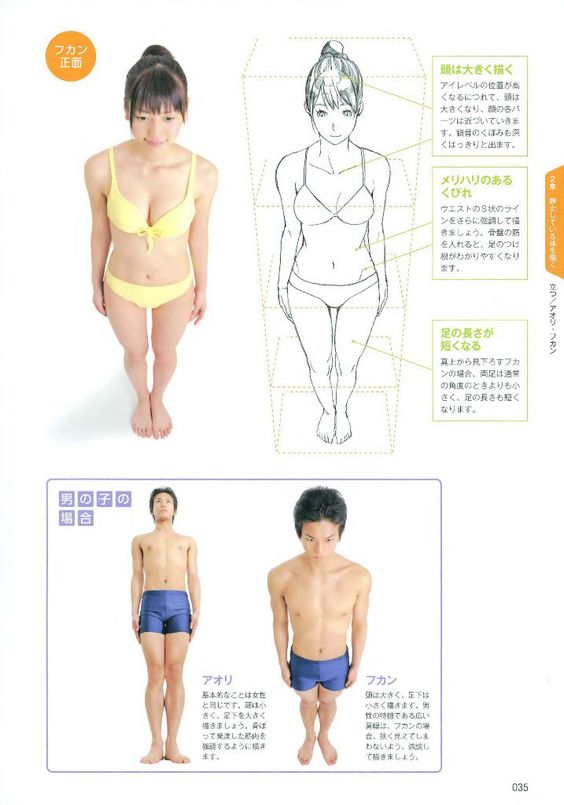 フカン
正面
頭は大きく描く
アイレベルの位置が高
くなるにつれて、頭は
大きくなり、顔の各パ
ーツは近づいていきま
す。鎖骨のくぼみも深
くはっきりと出ます。
メリハリのある
くびれ
ウエストのS状のライ
ンをさらに強調して描
きましょう。骨盤の筋
を入れると、足のつけ
根がわかりやすくなり
ます。
足の長さが
短くなる
真上から見下ろすフカ
ンの場合、両足は通常
の角度のときよりも小
さく、足の長さも短く
なります。
2章 静止している体を描く
立つ/アオリ・フカン
男の子の
場合
アオリ
基本的なことは女性
と同じです。頭は小
さく、足下を大きく
描きましょう。骨ば
って発達した筋肉を
強調するように描き
ます。
フカン
頭は大きく、足下は
小さく描きます。男
性の特徴である広い
肩幅は、フカンの場
合、狭く見えてしま
わないよう、強調し
て描きましょう。
035